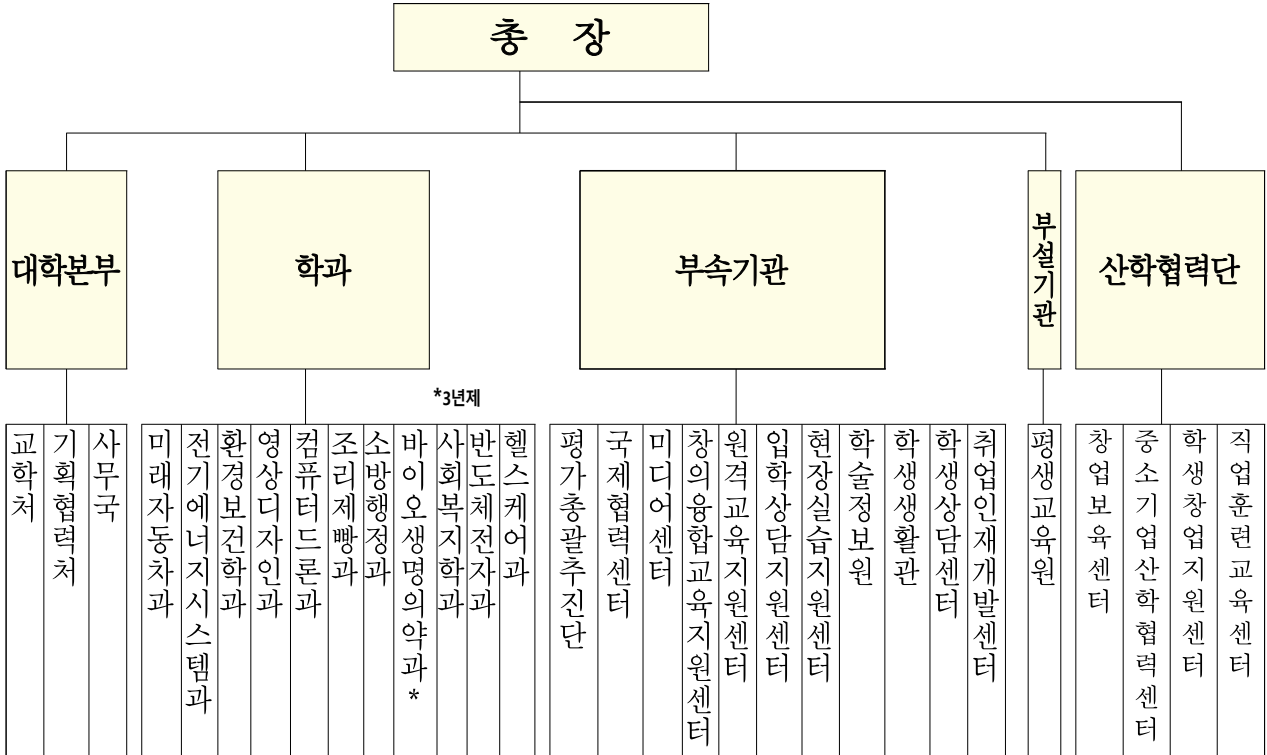 총 장
대학본부
학과
부속기관
부설기관
산학협력단
*3년제
교학처
기획협력처
사무국
미래자동차과
전기에너지시스템과
환경보건학과
영상디자인과
컴퓨터드론과
조리제빵과
소방행정과
바이오생명의약과*
사회복지학과
반도체전자과
헬스케어과
평가총괄추진단
국제협력센터
미디어센터
창의융합교육지원센터
원격교육지원센터
입학상담지원센터
현장실습지원센터
학술정보원
학생생활관
학생상담센터
취업인재개발센터
평생교육원
창업보육센터
중소기업산학협력센터
학생창업지원센터
직업훈련교육센터